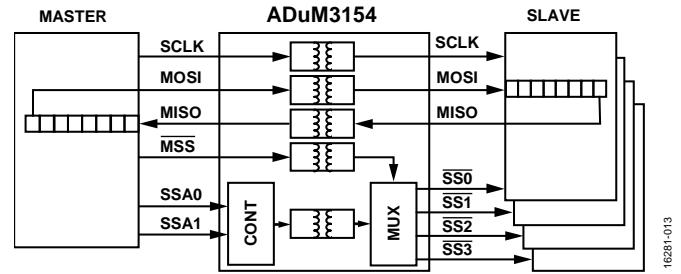 MASTER ADuM3154 SLAVE
SCLK SCLK
MOSI MOSI
MISO MISO
MSS
SS0
SSA0
SS1
SSA1
CONT
MUX
SS2
SS3
16281-013